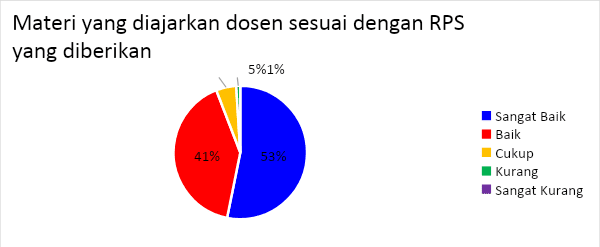 Materi yang diajarkan dosen sesuai dengan RPS
yang diberikan
5%1%
41%
53%
Sangat Baik
Baik
Cukup
Kurang
Sangat Kurang